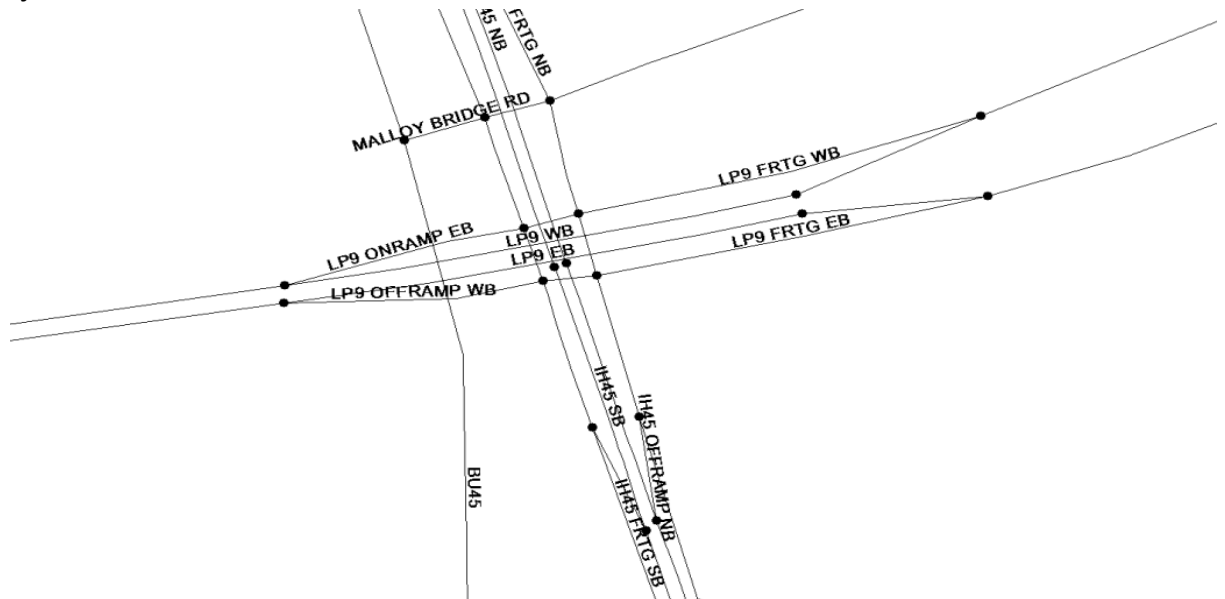 45 NB
FRTG NB
MALLOY BRIDGE RD
LP9 FRTG WB
LP9 ONRAMP EB
LP9 WB
LP9 EB
LP9 FRTG EB
LP9 OFFRAMP WB
IH45 SB
IH45 OFFRAMP NB
BU45
IH45 FRTG SB